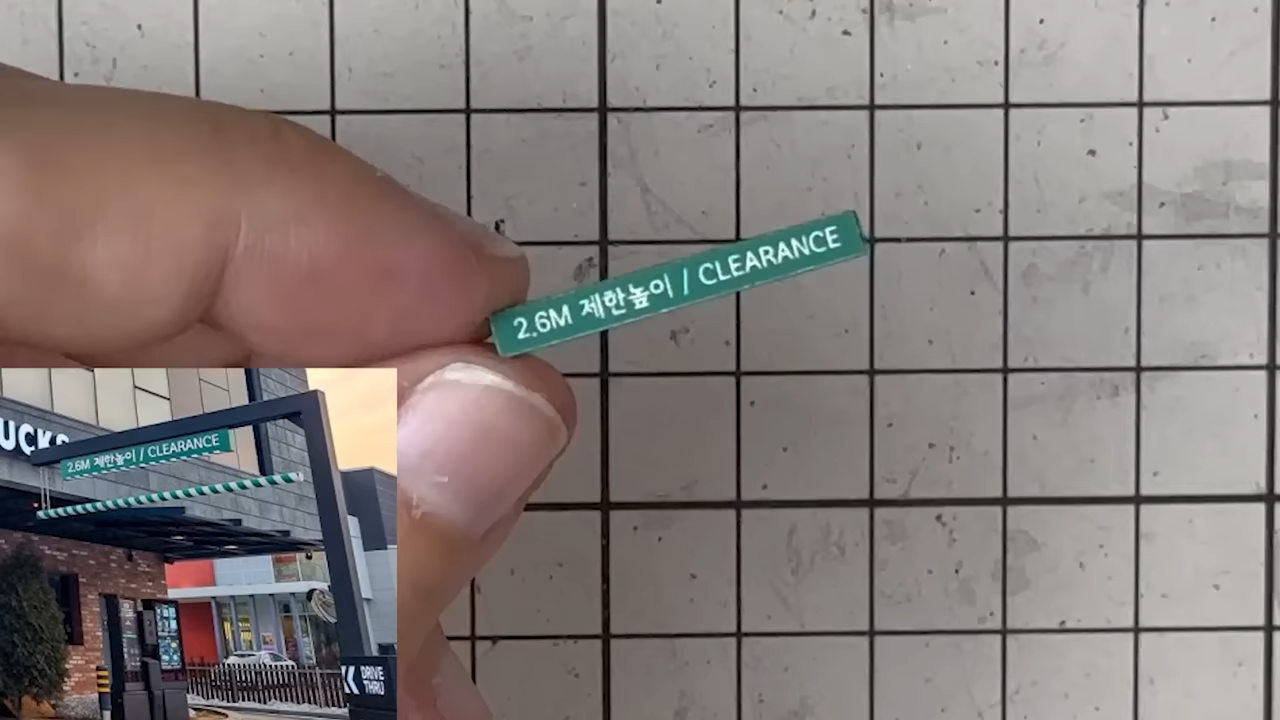 2.6M 제한높이 / CLEARANCE
UCKS
2.6M 제한높이 / CLEARANCE
DRIVE
THRU